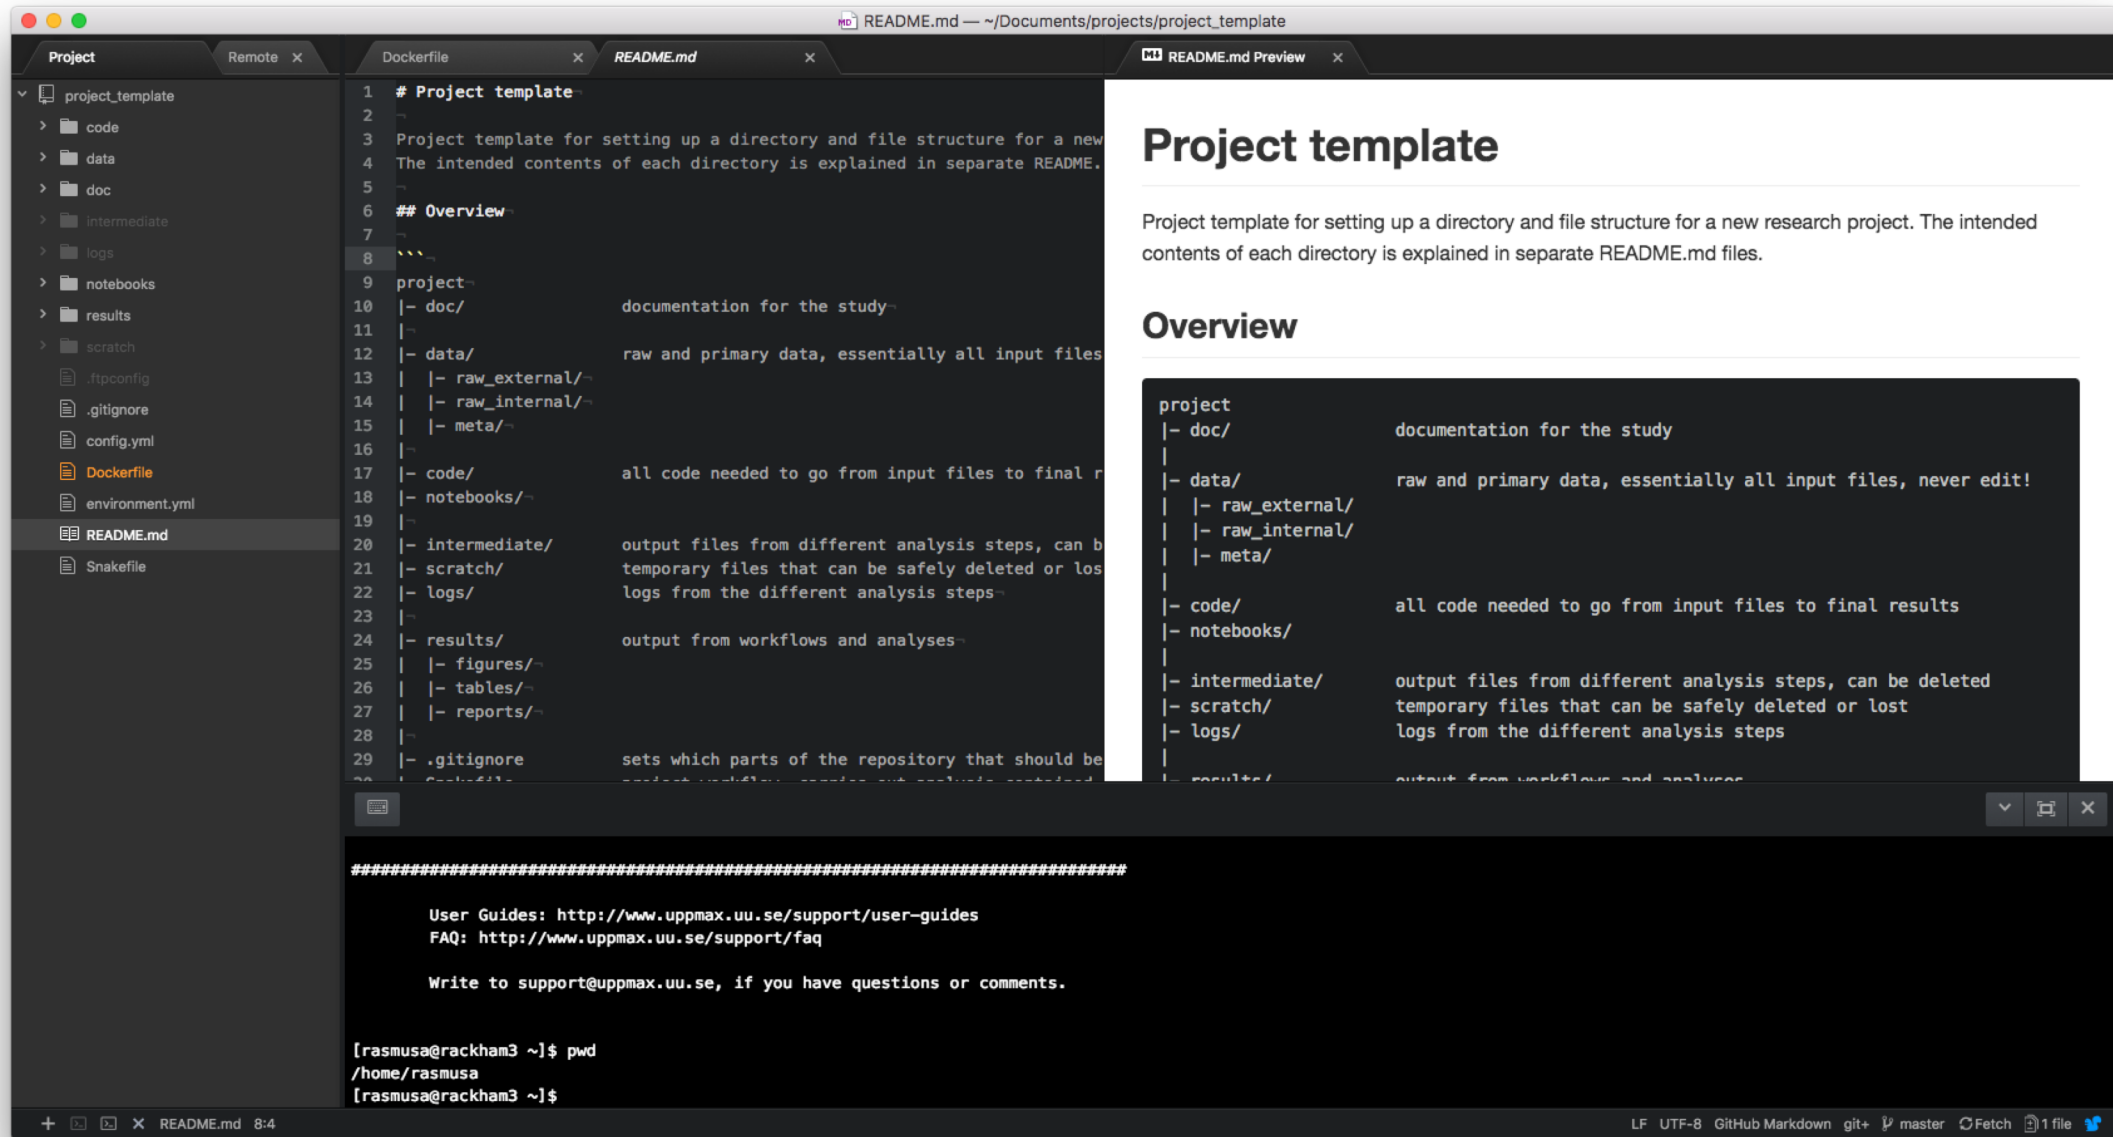 README.md — ~/Documents/projects/project_template
Project
Remote
project_template
code
data
doc
intermediate
logs
notebooks
results
scratch
.ftpconfig
.gitignore
config.yml
Dockerfile
environment.yml
README.md
Snakefile
Dockerfile
README.md
1 # Project template
2
3 Project template for setting up a directory and file structure for a new
4 The intended contents of each directory is explained in separate README.
5
6 ## Overview
7
8 ```
9 project
10 |- doc/ documentation for the study
11 |
12 |- data/ raw and primary data, essentially all input files
13 | |- raw_external/
14 | |- raw_internal/
15 | |- meta/
16 |
17 |- code/ all code needed to go from input files to final r
18 |- notebooks/
19 |
20 |- intermediate/ output files from different analysis steps, can b
21 |- scratch/ temporary files that can be safely deleted or los
22 |- logs/ logs from the different analysis steps
23 |
24 |- results/ output from workflows and analyses
25 | |- figures/
26 | |- tables/
27 | |- reports/
28 |
29 |- .gitignore sets which parts of the repository that should be
README.md Preview
Project template
Project template for setting up a directory and file structure for a new research project. The intended
contents of each directory is explained in separate README.md files.
Overview
project
|- doc/ documentation for the study
|
|- data/ raw and primary data, essentially all input files, never edit!
| |- raw_external/
| |- raw_internal/
| |- meta/
|
|- code/ all code needed to go from input files to final results
|- notebooks/
|
|- intermediate/ output files from different analysis steps, can be deleted
|- scratch/ temporary files that can be safely deleted or lost
|- logs/ logs from the different analysis steps
|
|- results/ output from workflows and analyses
###############################################################################
User Guides: http://www.uppmax.uu.se/support/user-guides
FAQ: http://www.uppmax.uu.se/support/faq
Write to support@uppmax.uu.se, if you have questions or comments.
[rasmusa@rackham3 ~]$ pwd
/home/rasmusa
[rasmusa@rackham3 ~]$
README.md 8:4
LF UTF-8 GitHub Markdown git+ master Fetch 1 file